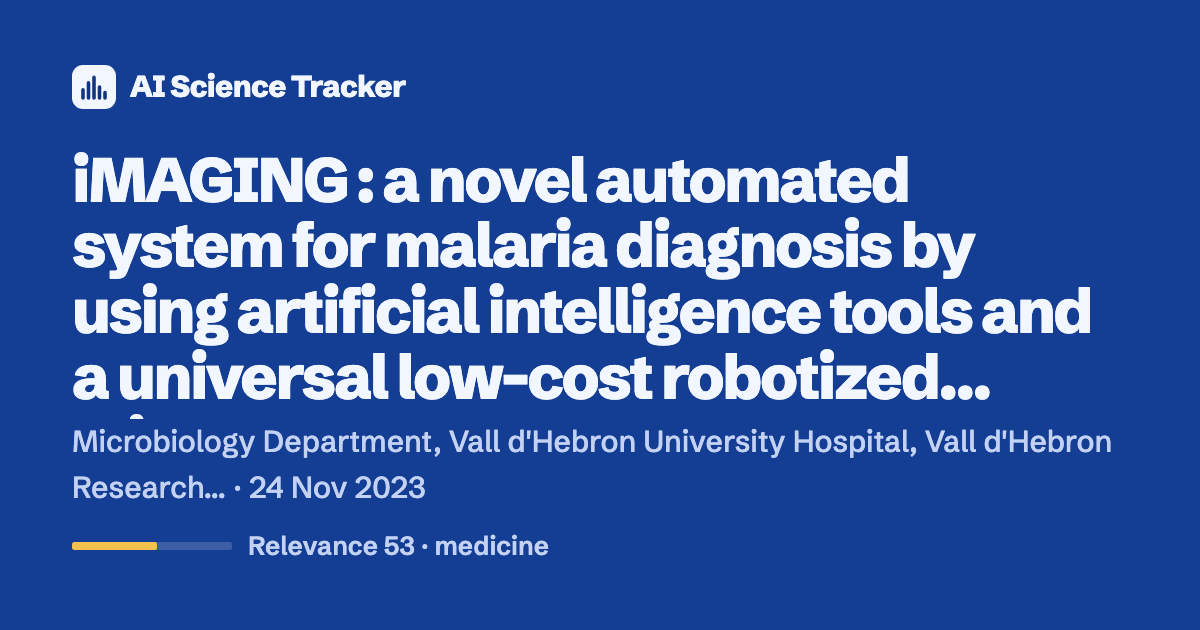 AI Science Tracker
iMAGING : a novel automated
system for malaria diagnosis by
using artificial intelligence tools and
a universal low-cost robotized...
Microbiology Department, Vall d'Hebron University Hospital, Vall d'Hebron
Research... · 24 Nov 2023
Relevance 53 · medicine